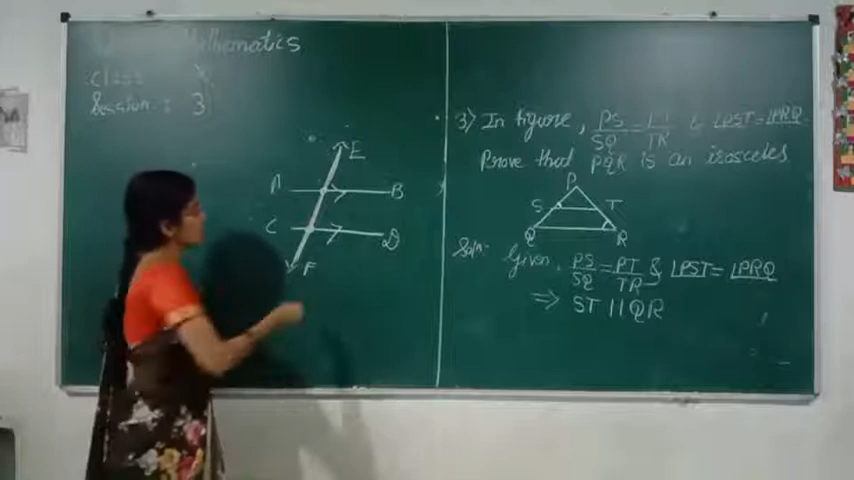 Mathematics
Class X
Session : 3
E
A B
C D
F
3) In figure, PS/SQ = PT/TR & ∠PST = ∠PRQ.
Prove that PQR is an isosceles
P
S T
Q R
Soln: Given, PS/SQ = PT/TR & ∠PST = ∠PRQ
⇒ ST || QR